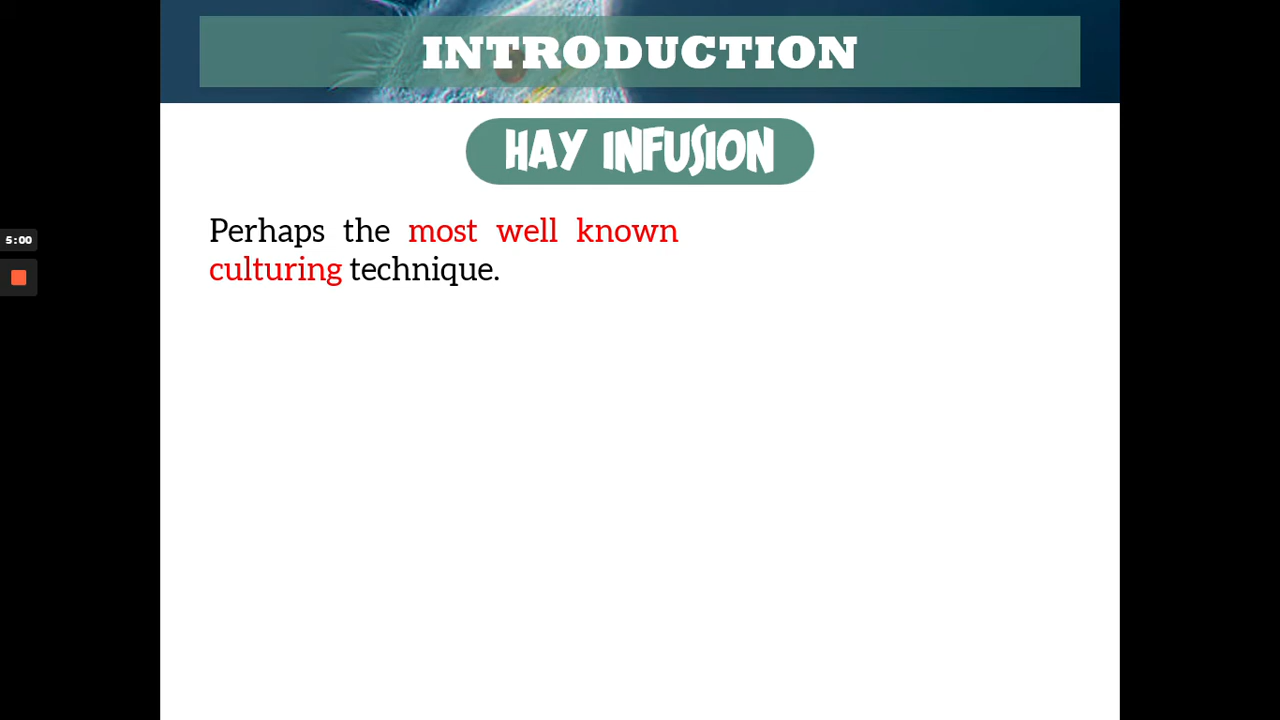 INTRODUCTION
HAY INFUSION
Perhaps the most well known
culturing technique.
5:00